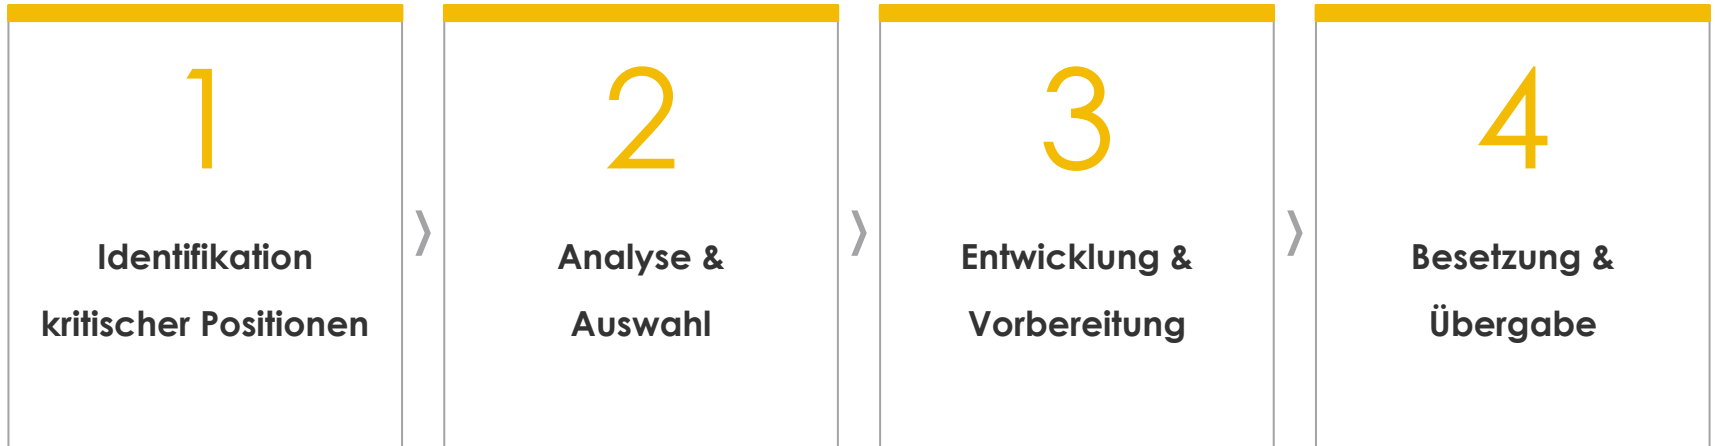 1
Identifikation
kritischer Positionen
2
Analyse &
Auswahl
3
Entwicklung &
Vorbereitung
4
Besetzung &
Übergabe